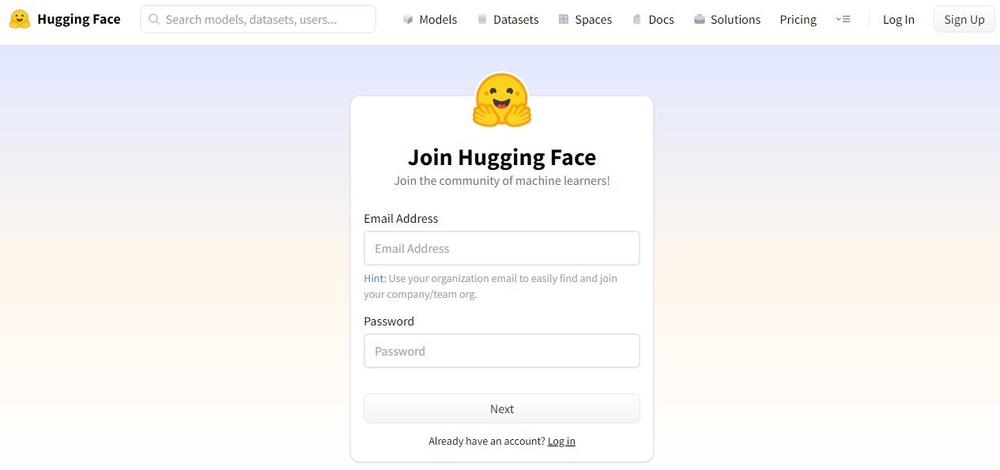 Hugging Face
Search models, datasets, users...
Models
Datasets
Spaces
Docs
Solutions
Pricing
Log In
Sign Up
Join Hugging Face
Join the community of machine learners!
Email Address
Email Address
Hint: Use your organization email to easily find and join
your company/team org.
Password
Password
Next
Already have an account? Log in